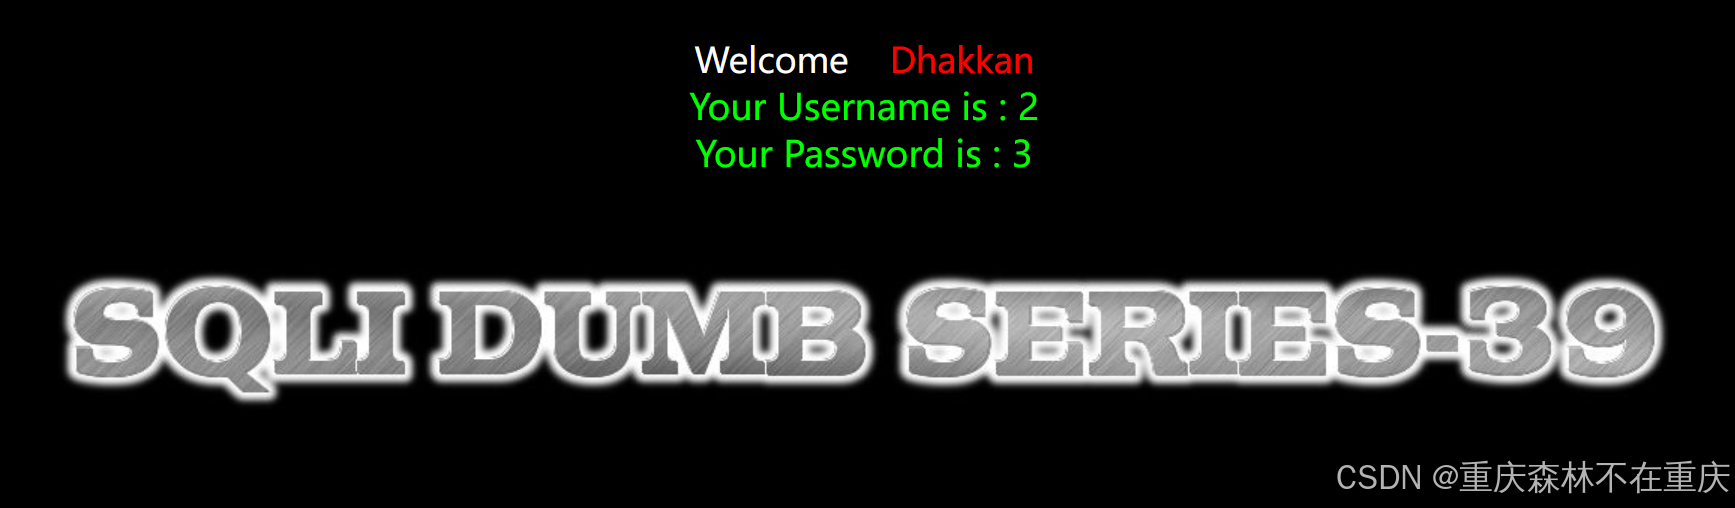 Welcome Dhakkan
Your Username is : 2
Your Password is : 3
SQLI DUMB SERIES-39
CSDN @重庆森林不在重庆